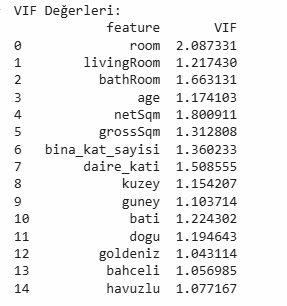 VIF Değerleri:
feature VIF
0 room 2.087331
1 livingRoom 1.217430
2 bathRoom 1.663131
3 age 1.174103
4 netSqm 1.800911
5 grossSqm 1.312808
6 bina_kat_sayisi 1.360233
7 daire_kati 1.508555
8 kuzey 1.154207
9 guney 1.103714
10 bati 1.224302
11 dogu 1.194643
12 goldeniz 1.043114
13 bahceli 1.056985
14 havuzlu 1.077167